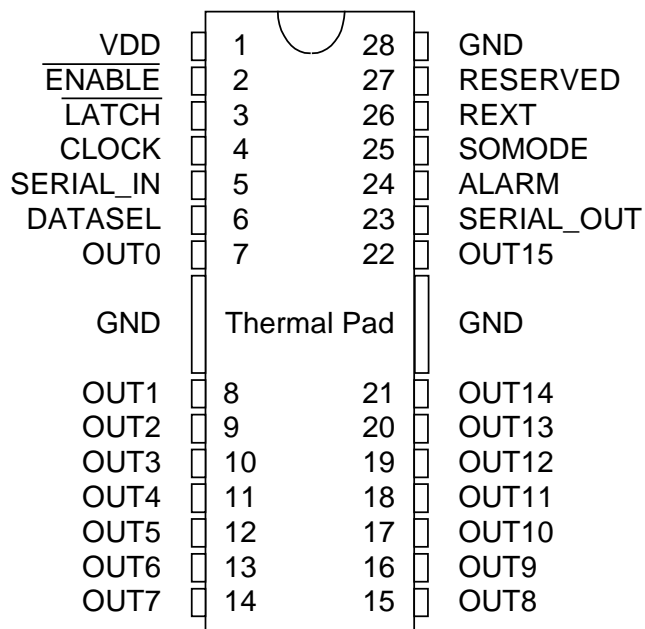 VDD 1 28 GND
ENABLE 2 27 RESERVED
LATCH 3 26 REXT
CLOCK 4 25 SOMODE
SERIAL_IN 5 24 ALARM
DATASEL 6 23 SERIAL_OUT
OUT0 7 22 OUT15
GND Thermal Pad GND
OUT1 8 21 OUT14
OUT2 9 20 OUT13
OUT3 10 19 OUT12
OUT4 11 18 OUT11
OUT5 12 17 OUT10
OUT6 13 16 OUT9
OUT7 14 15 OUT8